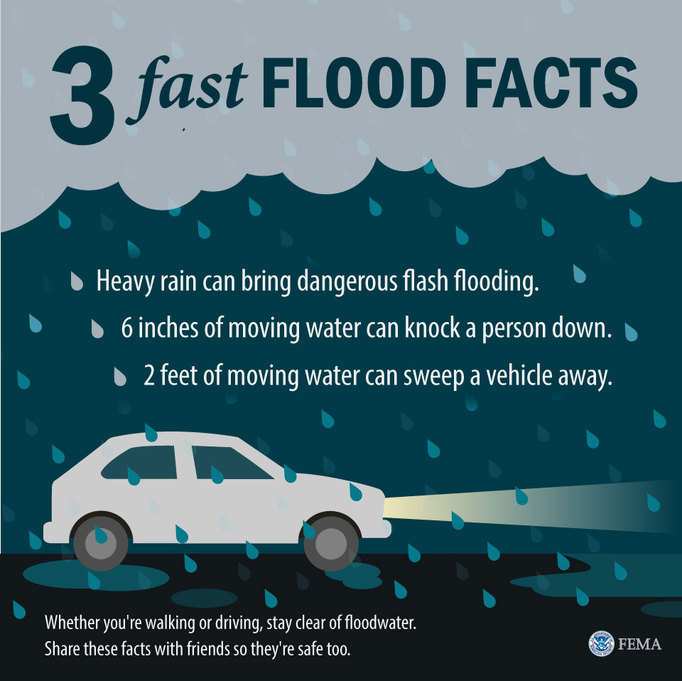 3 fast FLOOD FACTS
Heavy rain can bring dangerous flash flooding.
6 inches of moving water can knock a person down.
2 feet of moving water can sweep a vehicle away.
Whether you're walking or driving, stay clear of floodwater.
Share these facts with friends so they're safe too.
FEMA